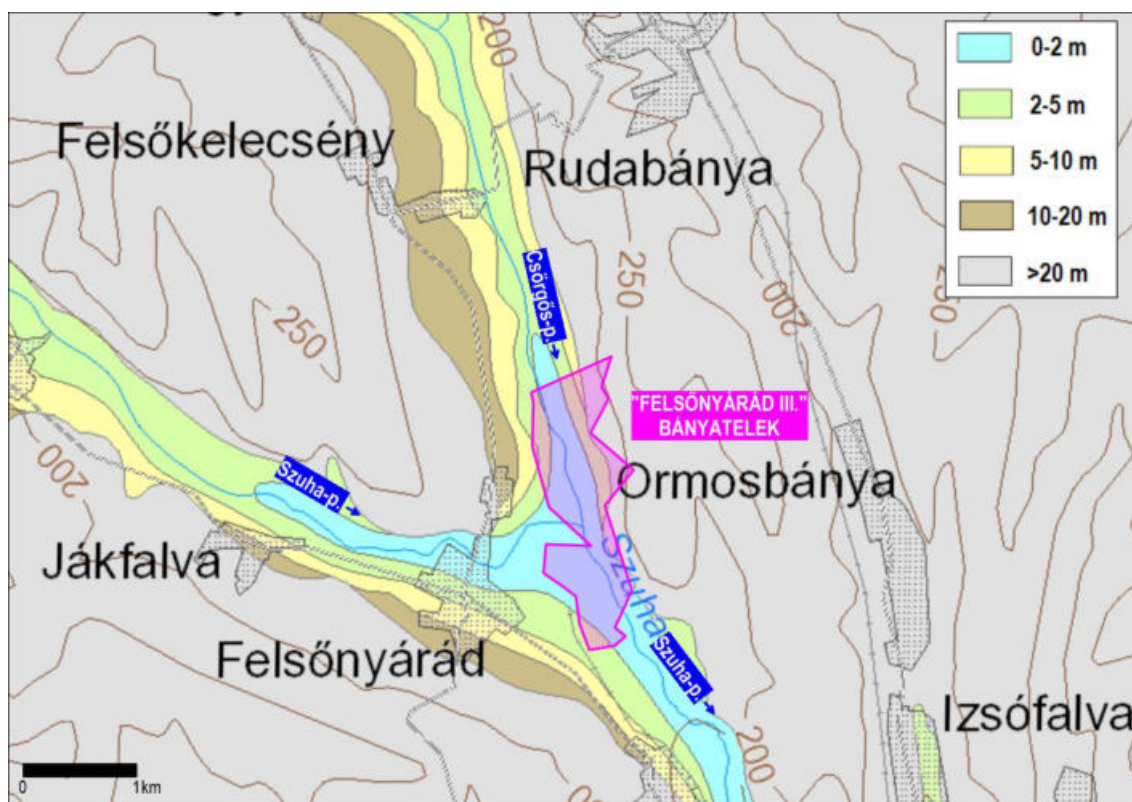 200
0-2 m
2-5 m
5-10 m
10-20 m
>20 m
Felsőkelecsény
Rudabánya
250
250
200
250
Csörgős-p.
"FELSŐNYÁRÁD III."
BÁNYATELEK
Ormosbánya
200
Szuha-p.
Jákfalva
Szuha
Felsőnyárád
Szuha-p.
Izsófalva
200
0
1km